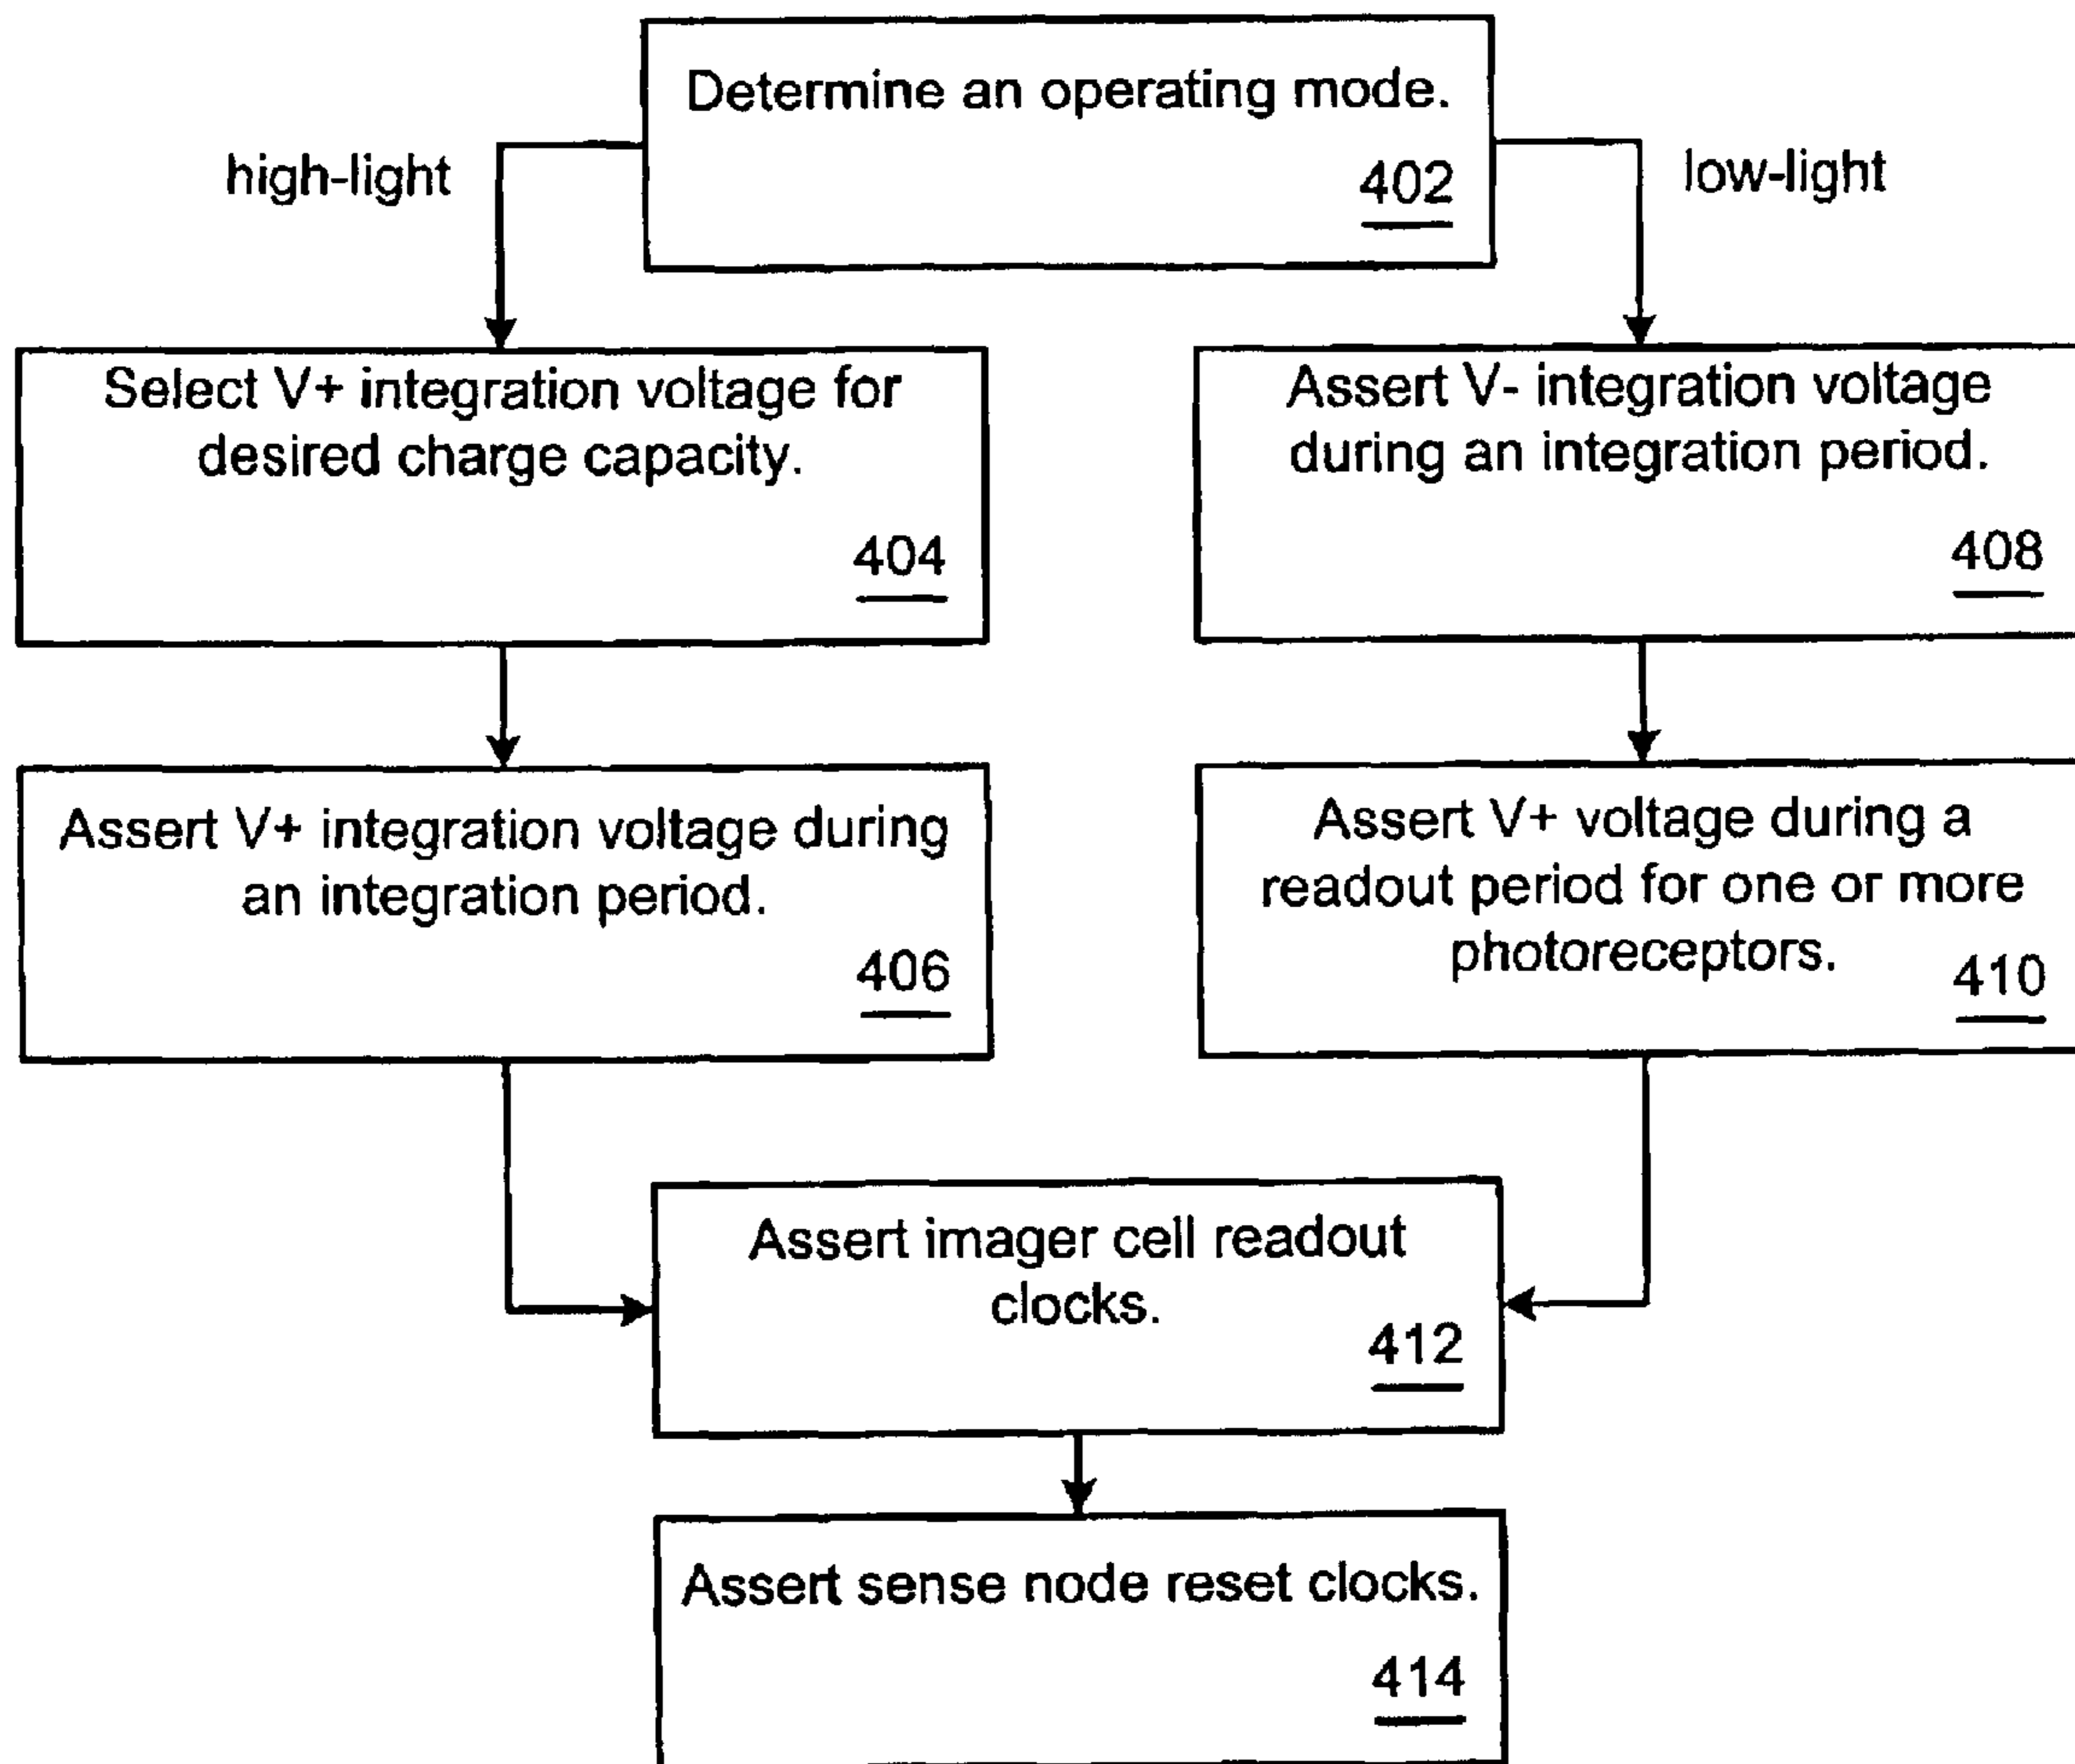 Determine an operating mode.
402
high-light
low-light
Select V+ integration voltage for
desired charge capacity.
404
Assert V- integration voltage
during an integration period.
408
Assert V+ integration voltage during
an integration period.
406
Assert V+ voltage during a
readout period for one or more
photoreceptors.
410
Assert imager cell readout
clocks.
412
Assert sense node reset clocks.
414